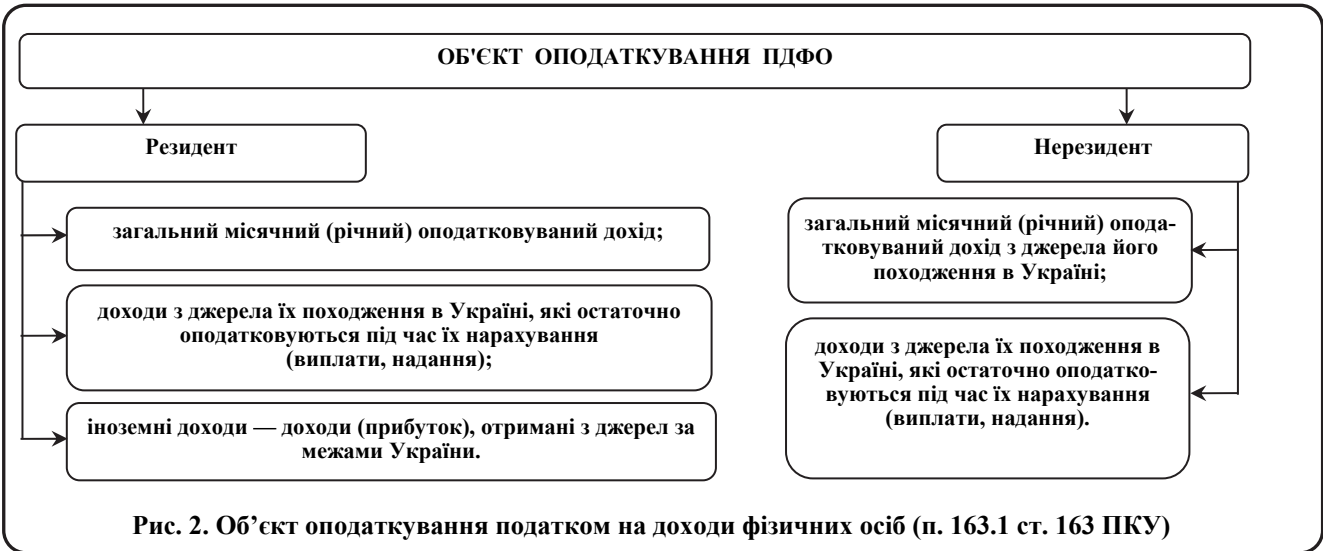 ОБ'ЄКТ ОПОДАТКУВАННЯ ПДФО
Резидент
загальний місячний (річний) оподатковуваний дохід;
доходи з джерела їх походження в Україні, які остаточно
оподатковуються під час їх нарахування
(виплати, надання);
іноземні доходи — доходи (прибуток), отримані з джерел за
межами України.
Нерезидент
загальний місячний (річний) опода-
тковуваний дохід з джерела його
походження в Україні;
доходи з джерела їх походження в
Україні, які остаточно оподатко-
вуються під час їх нарахування
(виплати, надання).
Рис. 2. Об’єкт оподаткування податком на доходи фізичних осіб (п. 163.1 ст. 163 ПКУ)